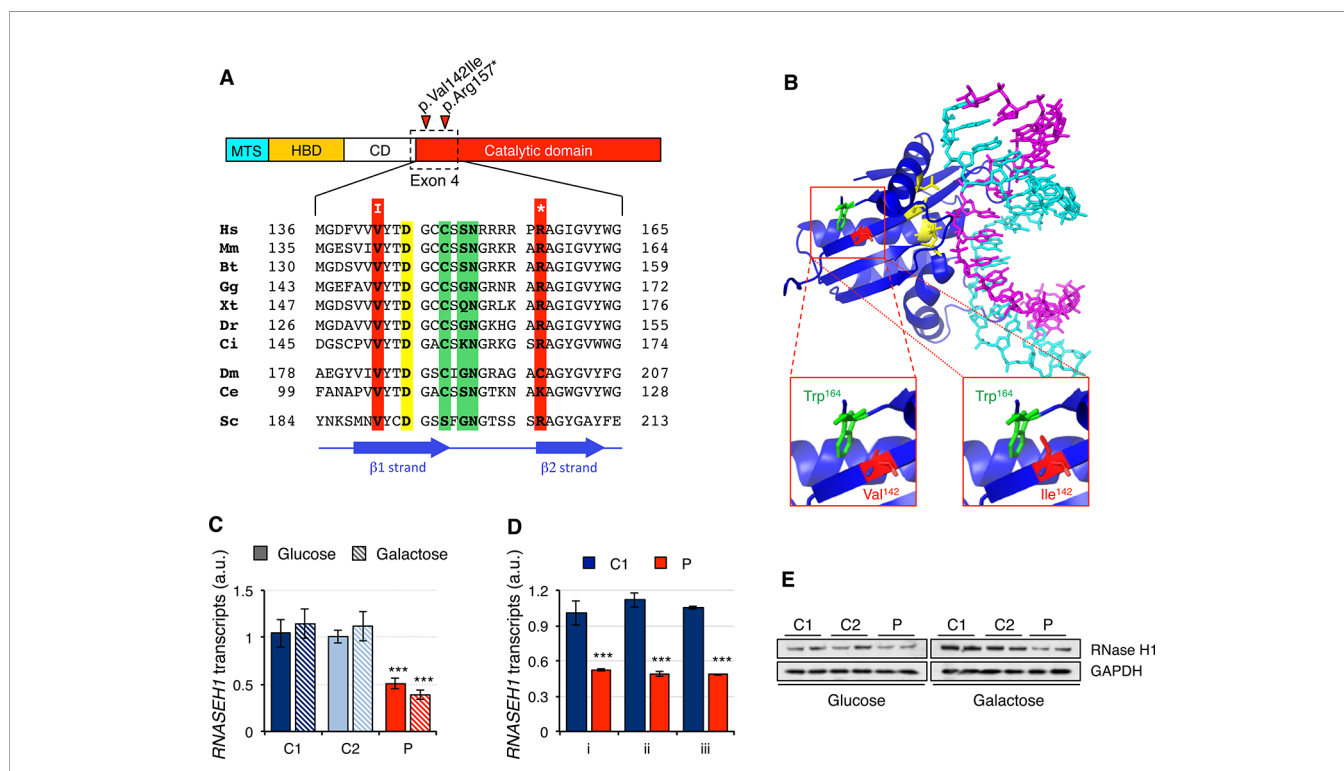 A
p.Val142Ile
p.Arg157*
MTS HBD CD Catalytic domain
Exon 4
I *
Hs 136 MGDFVVVYTD GCCSSNRRRR PRAGIGVYWG 165
Mm 135 MGESVIVYTD GCCSSNGRKR ARAGIGVYWG 164
Bt 130 MGDSVVVYTD GCCSSNGRKR ARAGIGVYWG 159
Gg 143 MGEFAVVYTD GCCSGNGRNR ARAGIGVYWG 172
Xt 147 MGDSVVVYTD GCCSQNGRLK ARAGIGVYWG 176
Dr 126 MGDAVVVYTD GCCSGNGKHG ARAGIGVYWG 155
Ci 145 DGSCPVVYTD GACSKNGRKG SRAGYGVWWG 174
Dm 178 AEGYVIVYTD GSCIGNGRAG ACAGYGVYFG 207
Ce 99 FANAPVVYTD GACSSNGTKN AKAGWGVYWG 128
Sc 184 YNKSMNVYCD GSSFGNGTSS SRAGYGAYFE 213
β1 strand β2 strand
B
Trp164
Val142
Trp164
Ile142
C
Glucose Galactose
RNASEH1 transcripts (a.u.)
1.5
1
0.5
0
*** ***
C1 C2 P
D
C1 P
RNASEH1 transcripts (a.u.)
1.2
0.9
0.6
0.3
0
*** *** ***
i ii iii
E
C1 C2 P C1 C2 P
RNase H1
GAPDH
Glucose Galactose